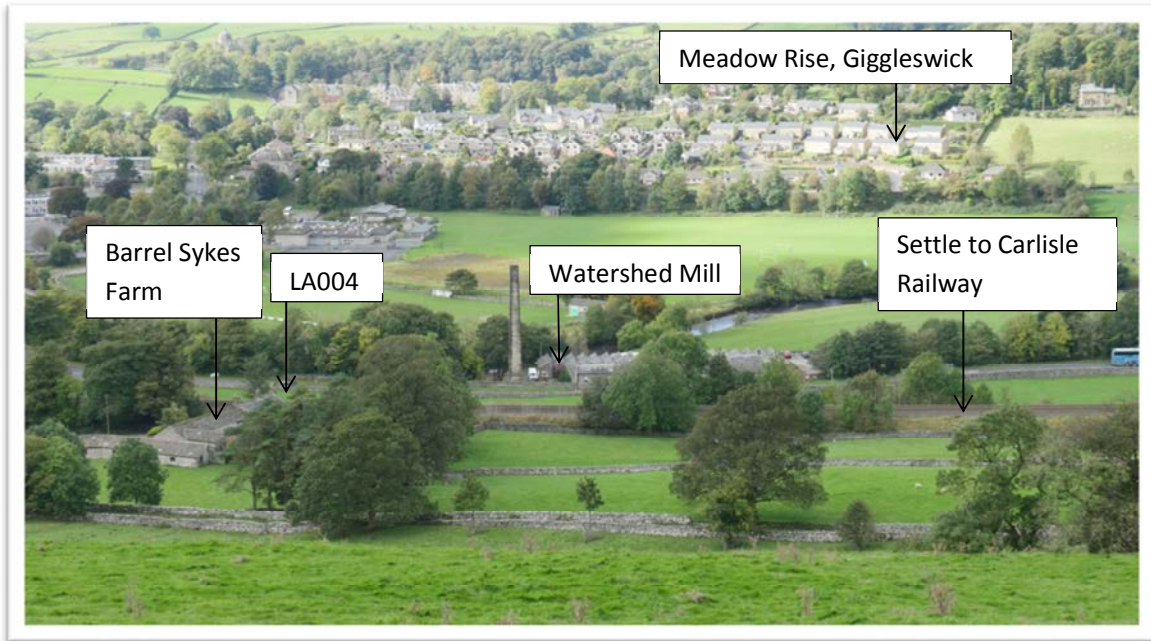 Meadow Rise, Giggleswick
Barrel Sykes
Farm
LA004
Watershed Mill
Settle to Carlisle
Railway